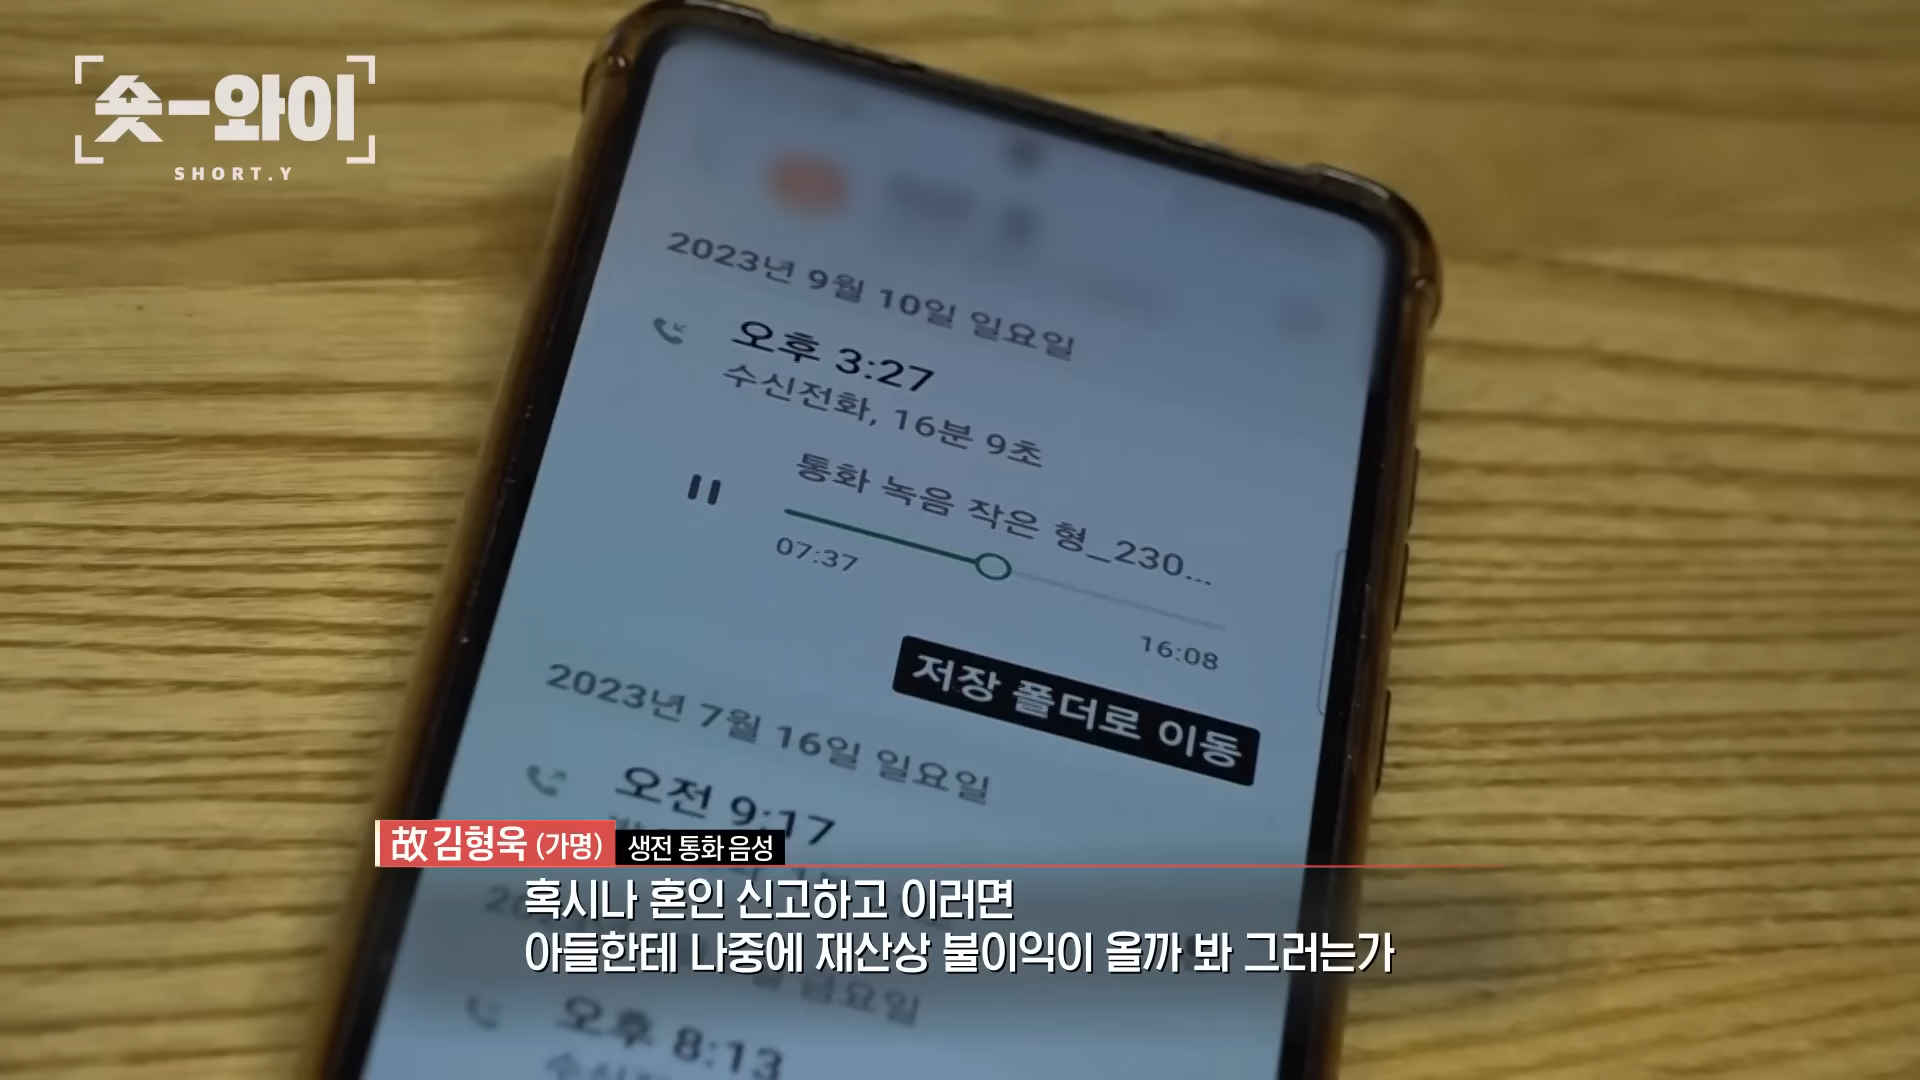 숏-와이
SHORT.Y
2023년 9월 10일 일요일
오후 3:27
수신전화, 16분 9초
통화 녹음 작은 형_230...
07:37
16:08
저장 폴더로 이동
2023년 7월 16일 일요일
오전 9:17
故 김형욱 (가명) 생전 통화 음성
혹시나 혼인 신고하고 이러면
아들한테 나중에 재산상 불이익이 올까 봐 그러는가
오후 8:13